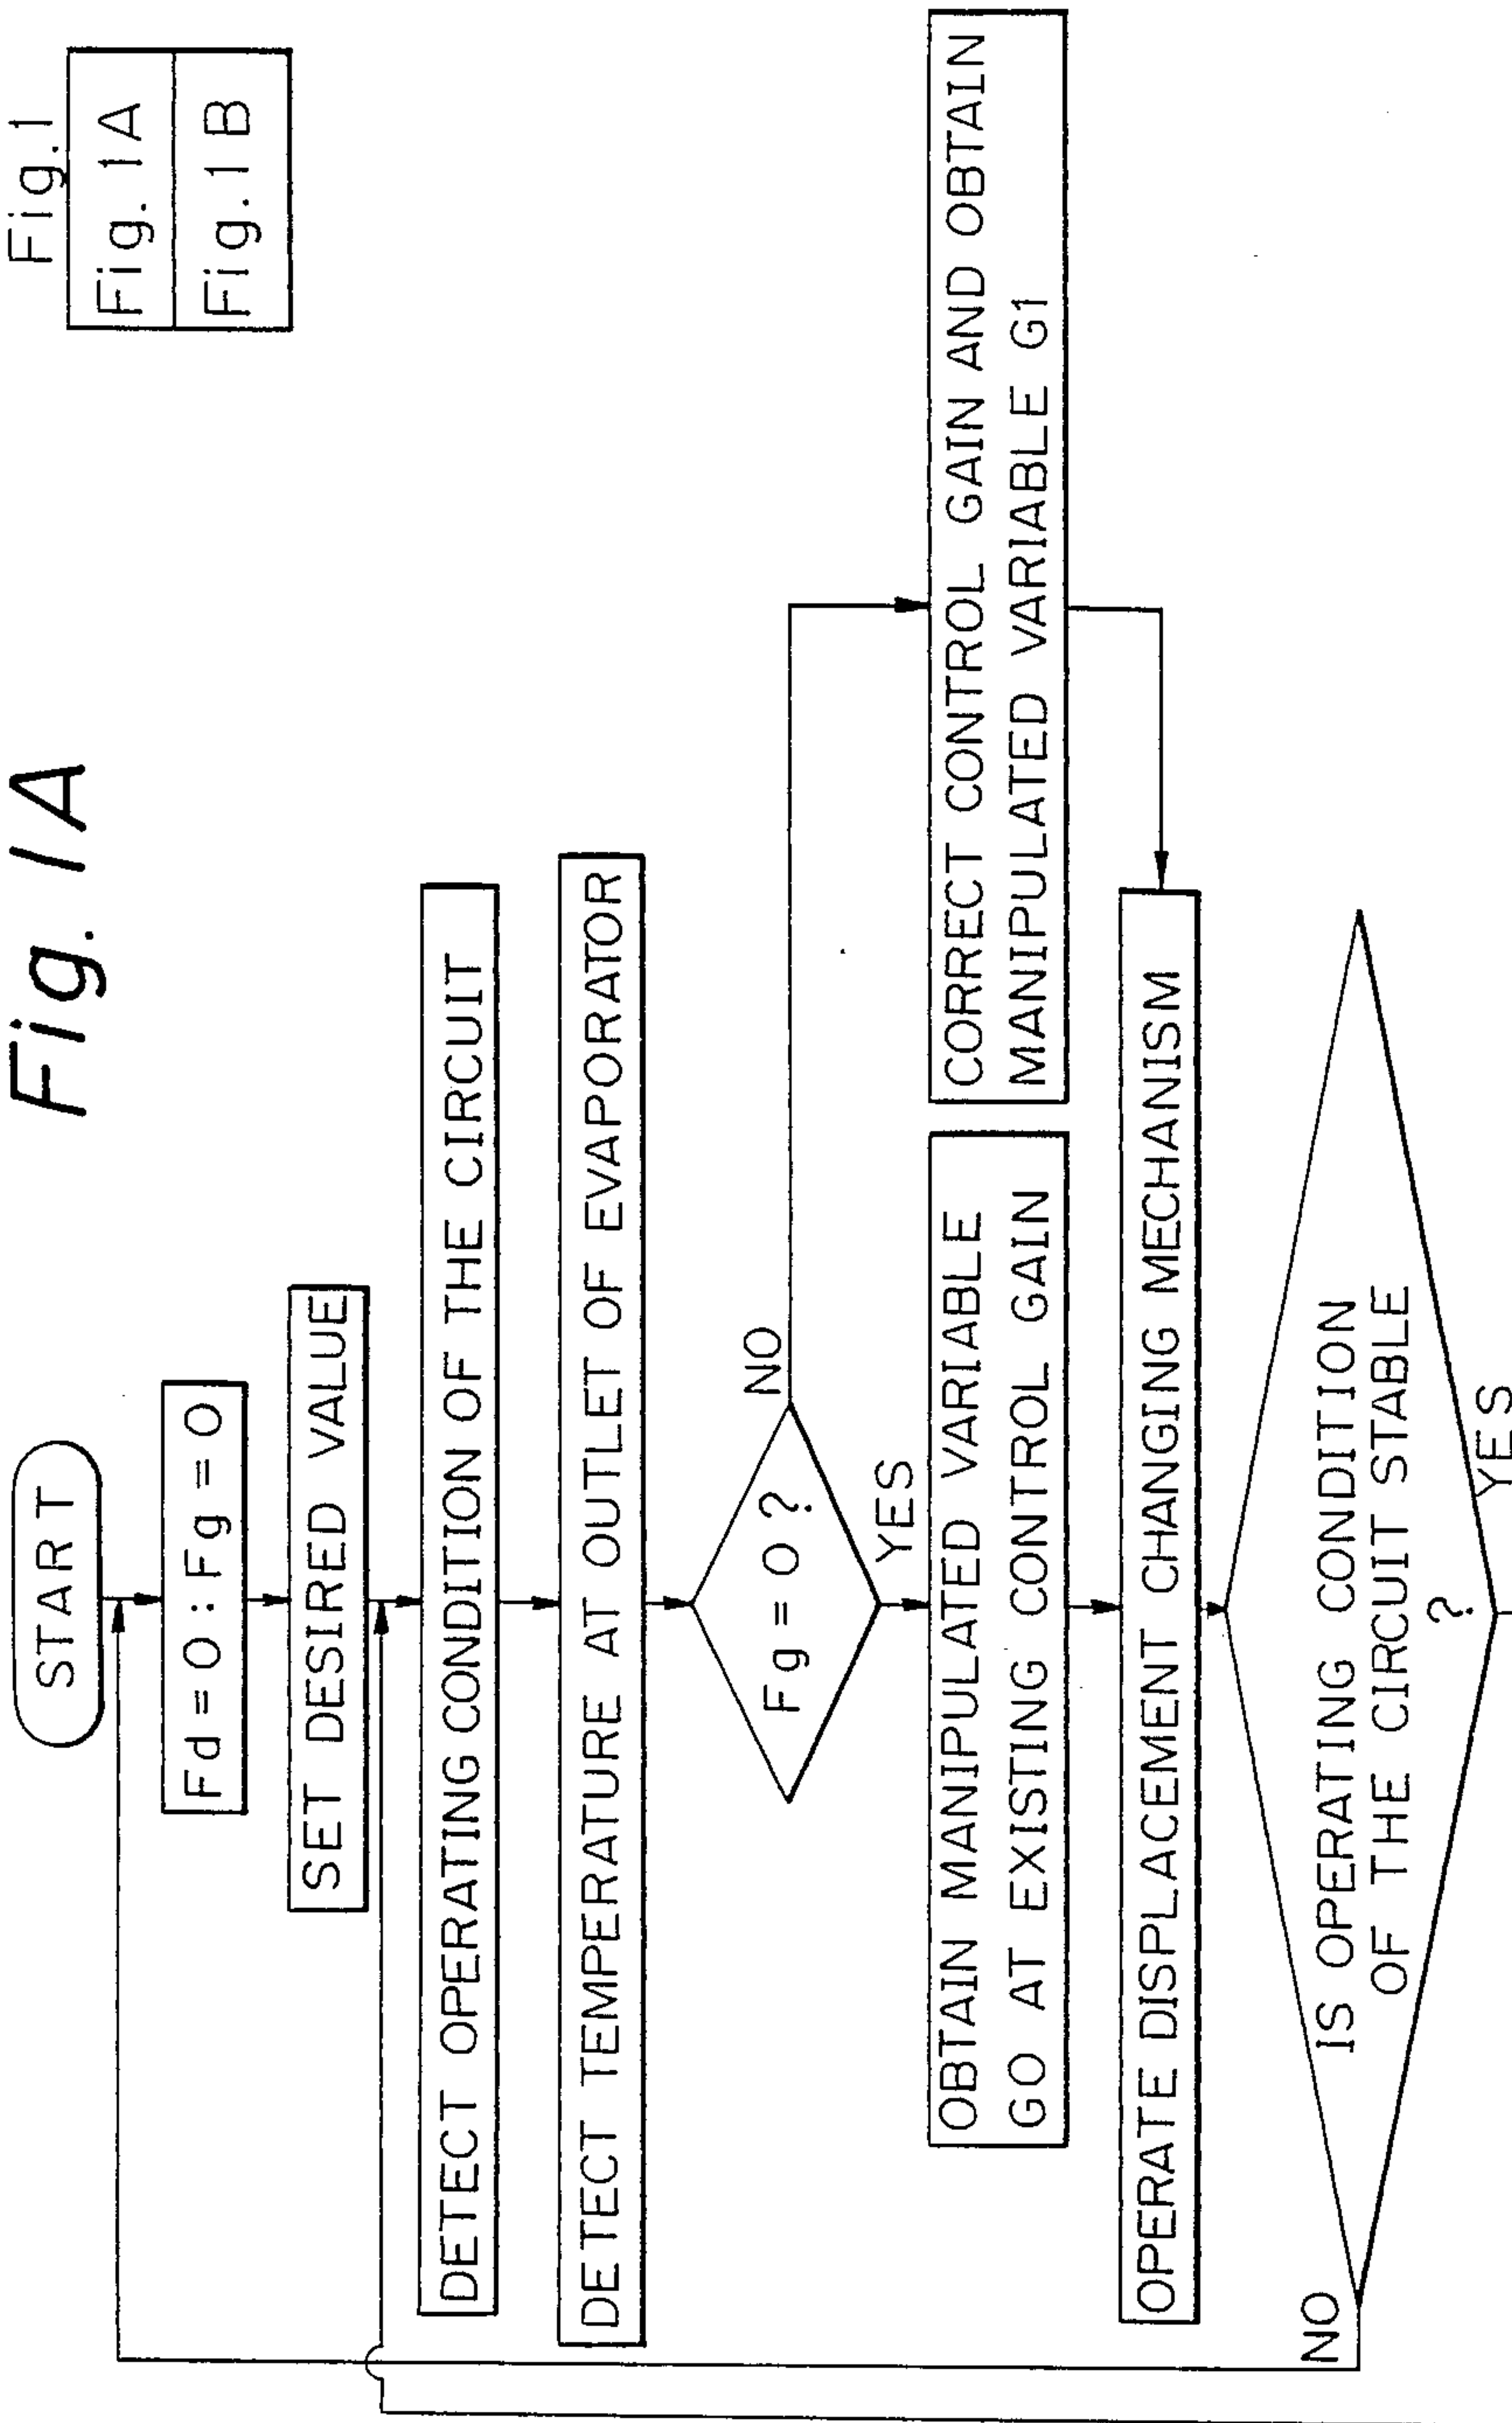 Fig. 1A
Fig.1
Fig. 1A
Fig.1 B
START
Fd = 0 : Fg = 0
SET DESIRED VALUE
DETECT OPERATING CONDITION OF THE CIRCUIT
DETECT TEMPERATURE AT OUTLET OF EVAPORATOR
Fg = 0 ?
NO
YES
OBTAIN MANIPULATED VARIABLE
G0 AT EXISTING CONTROL GAIN
CORRECT CONTROL GAIN AND OBTAIN
MANIPULATED VARIABLE G1
OPERATE DISPLACEMENT CHANGING MECHANISM
NO
IS OPERATING CONDITION
OF THE CIRCUIT STABLE
?
YES